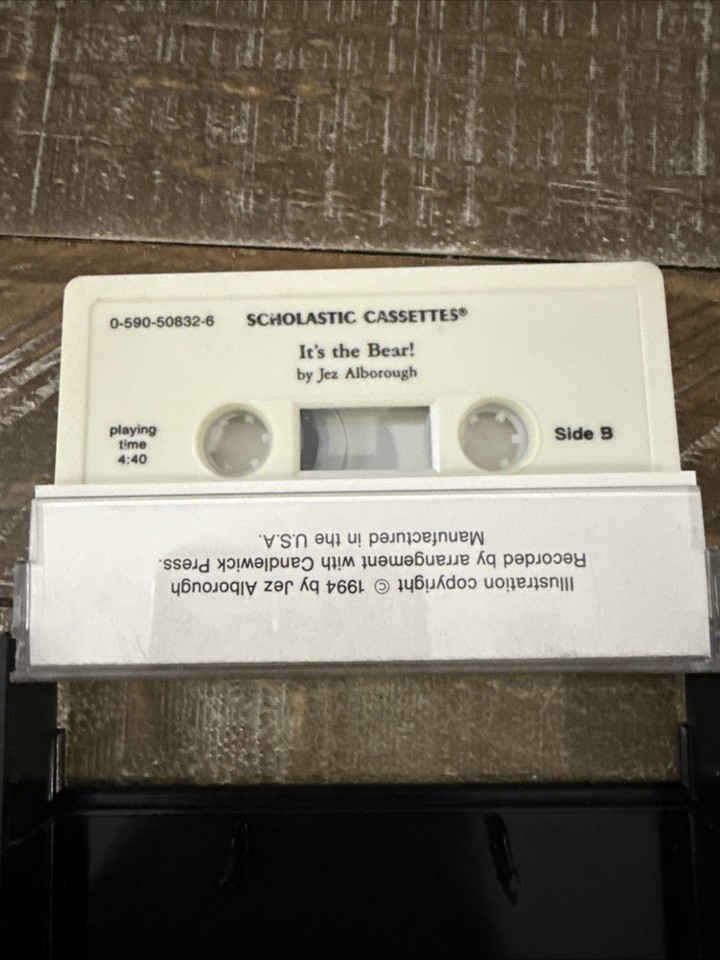 0-590-50832-6 SCHOLASTIC CASSETTES®
It's the Bear!
by Jez Alborough
playing
time
4:40
Side B
Illustration copyright © 1994 by Jez Alborough
Recorded by arrangement with Candlewick Press.
Manufactured in the U.S.A.